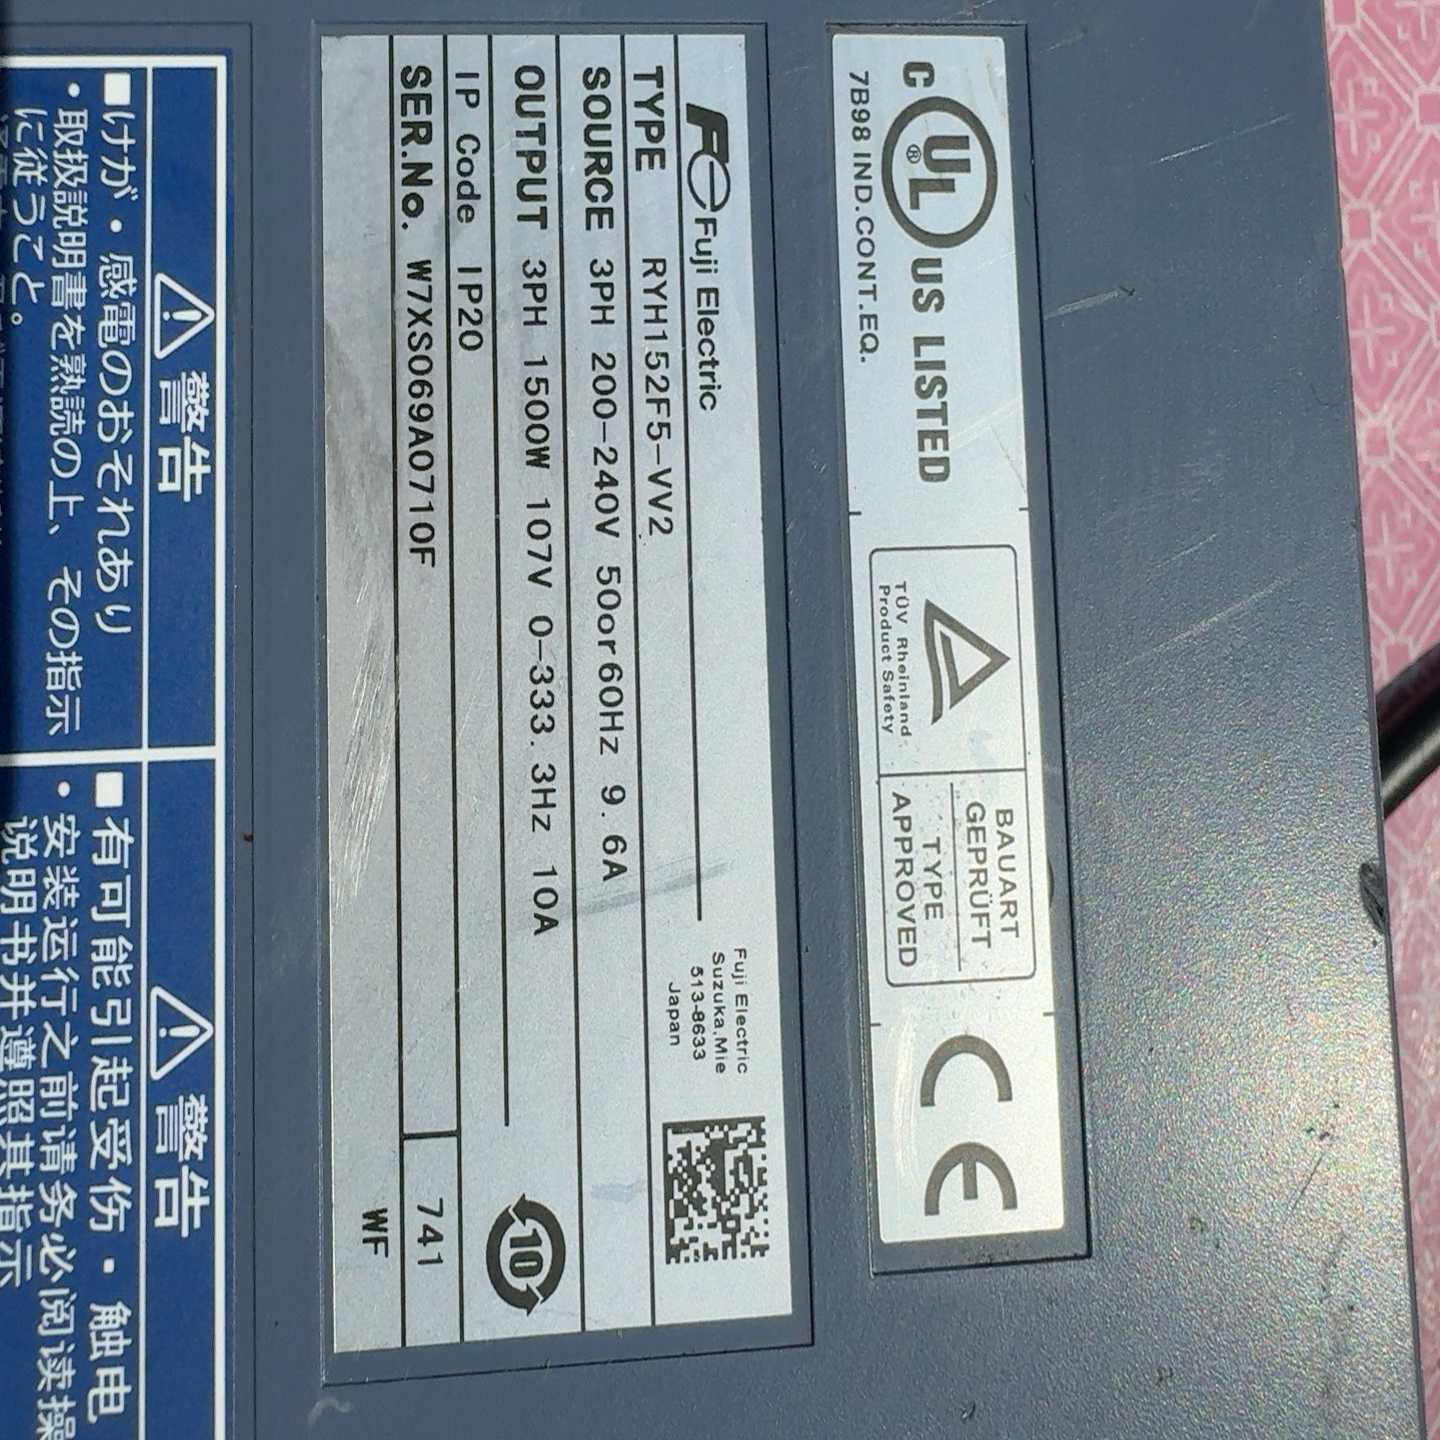 C UL® US LISTED
7B98 IND.CONT.EQ.
TÜV Rheinland
Product Safety
BAUART
GEPRÜFT
TYPE
APPROVED
CE
Fe Fuji Electric
Fuji Electric
Suzuka,Mie
513-8633
Japan
TYPE RYH152F5-VV2
SOURCE 3PH 200-240V 50or60Hz 9.6A
OUTPUT 3PH 1500W 107V 0-333.3Hz 10A
10
IP Code IP20
SER.No. W7XS069A0710F 741
WF
警告
■けが・感電のおそれあり
・取扱説明書を熟読の上、その指示
に従うこと。
警告
■有可能引起受伤・触电
・安装运行之前请务必阅读操
说明书并遵照其指示